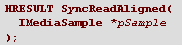 HRESULT SyncReadAligned(
IMediaSample *pSample
);